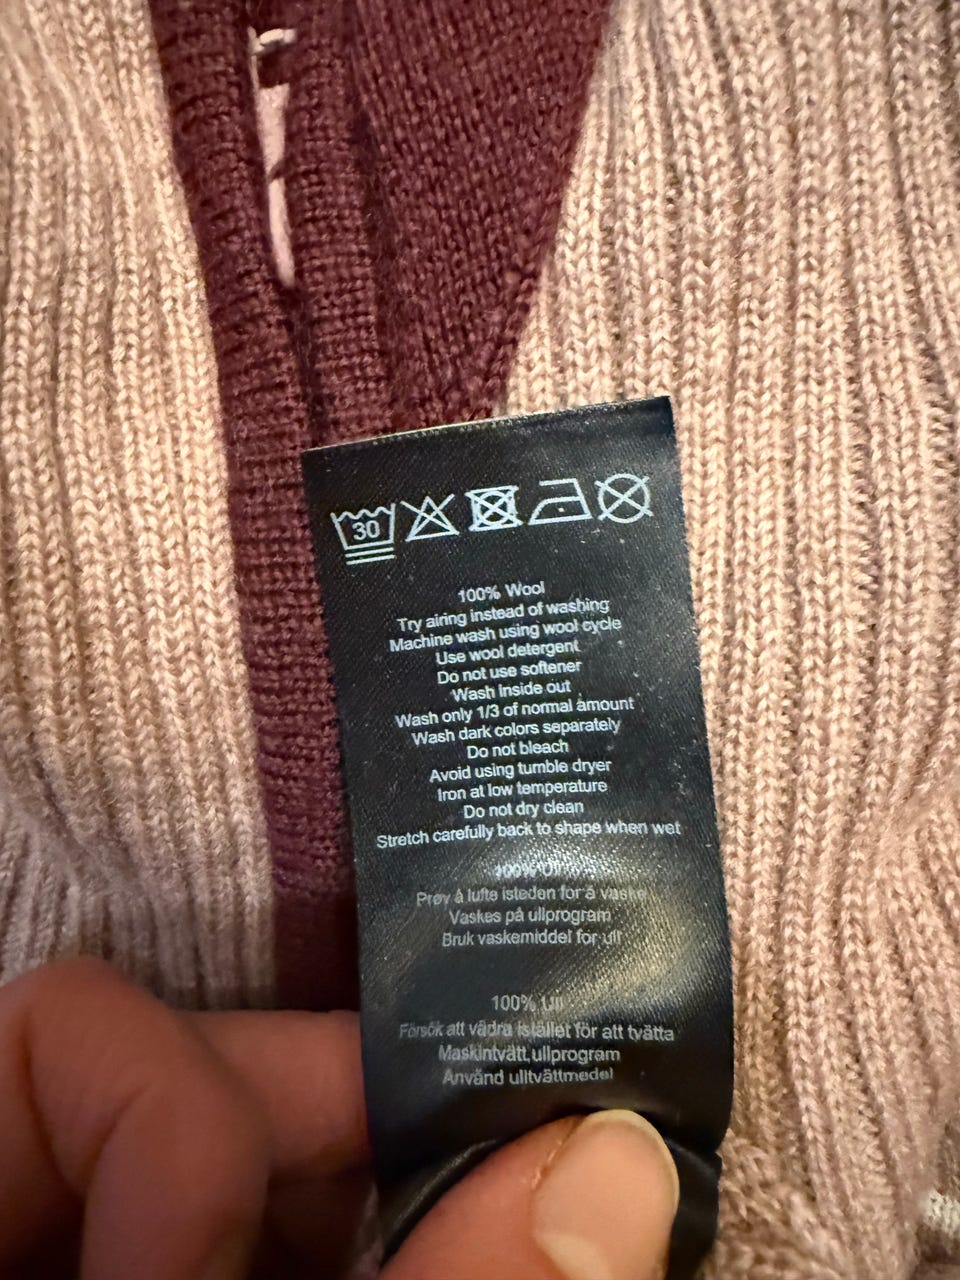 30
100% Wool
Try airing instead of washing
Machine wash using wool cycle
Use wool detergent
Do not use softener
Wash inside out
Wash only 1/3 of normal amount
Wash dark colors separately
Do not bleach
Avoid using tumble dryer
Iron at low temperature
Do not dry clean
Stretch carefully back to shape when wet
100% Ull
Prøv å lufte isteden for å vaske
Vaskes på ullprogram
Bruk vaskemiddel for ull
100% Ull
Försök att vädra istället för att tvätta
Maskintvätt, ullprogram
Använd ulltvättmedel